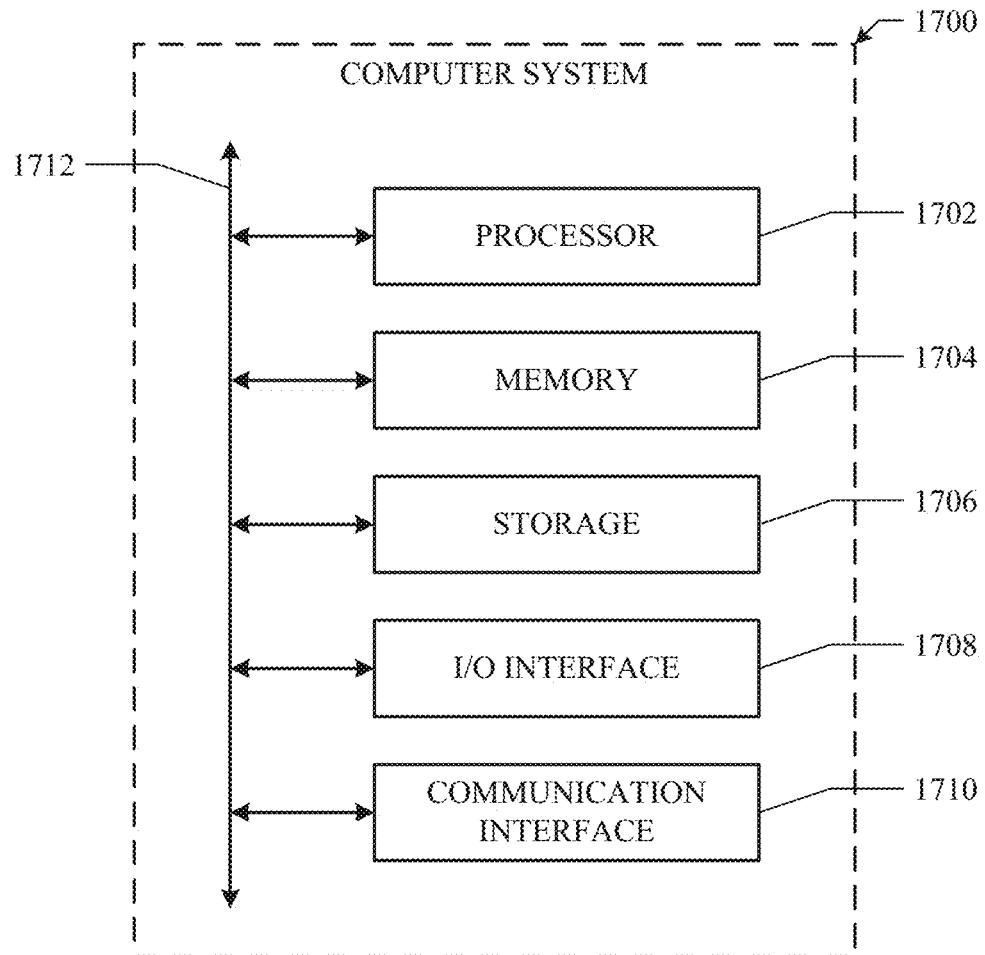 1700
COMPUTER SYSTEM
1712
1702
PROCESSOR
1704
MEMORY
1706
STORAGE
1708
I/O INTERFACE
1710
COMMUNICATION
INTERFACE